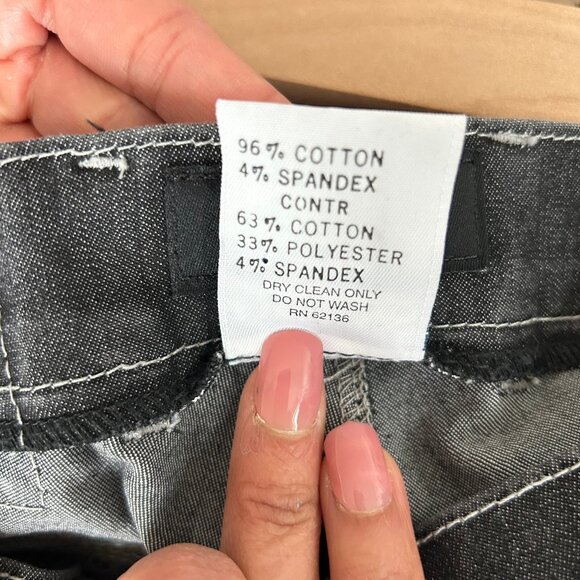 96% COTTON
4% SPANDEX
CONTR
63% COTTON
33% POLYESTER
4% SPANDEX
DRY CLEAN ONLY
DO NOT WASH
RN 62136